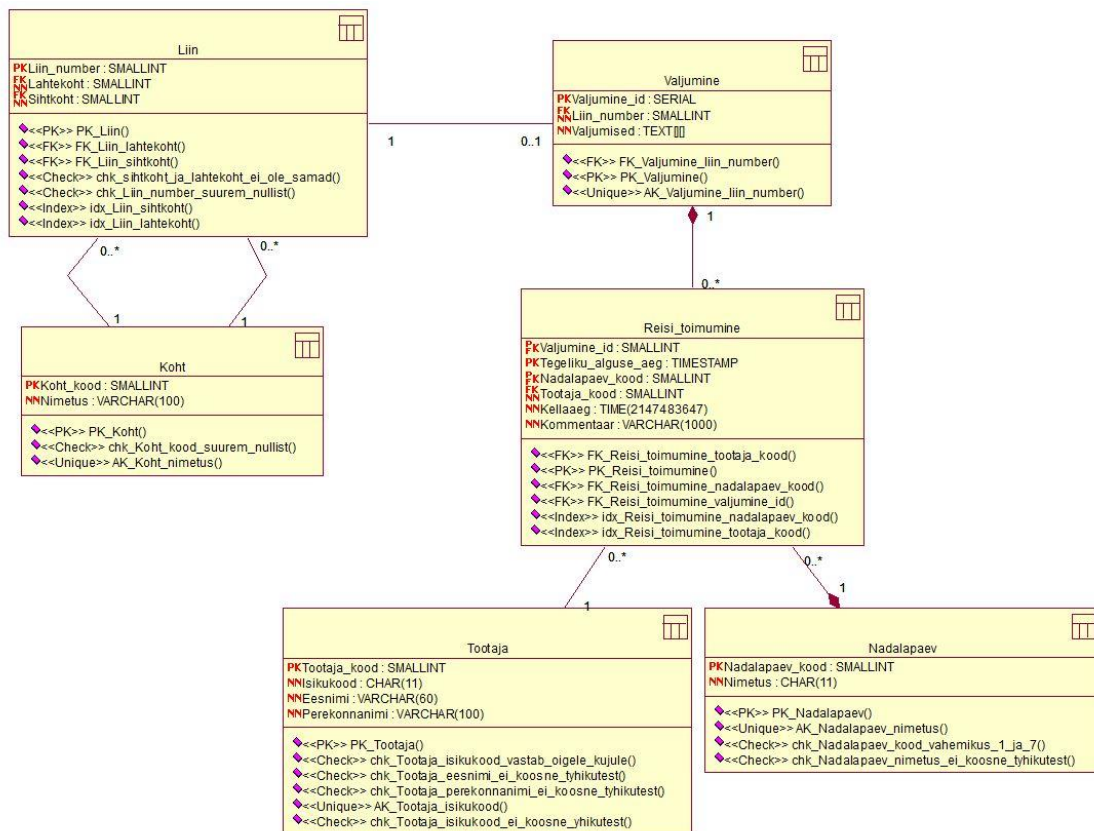 Liin
PK Liin_number : SMALLINT
FK NN Lahtekoht : SMALLINT
FK NN Sihtkoht : SMALLINT
<<PK>> PK_Liin()
<<FK>> FK_Liin_lahtekoht()
<<FK>> FK_Liin_sihtkoht()
<<Check>> chk_sihtkoht_ja_lahtekoht_ei_ole_samad()
<<Check>> chk_Liin_number_suurem_nullist()
<<Index>> idx_Liin_sihtkoht()
<<Index>> idx_Liin_lahtekoht()
1
0..1
Valjumine
PK Valjumine_id : SERIAL
FK NN Liin_number : SMALLINT
NN Valjumised : TEXT[][]
<<FK>> FK_Valjumine_liin_number()
<<PK>> PK_Valjumine()
<<Unique>> AK_Valjumine_liin_number()
1
0..*
0..*
0..*
1
1
Koht
PK Koht_kood : SMALLINT
NN Nimetus : VARCHAR(100)
<<PK>> PK_Koht()
<<Check>> chk_Koht_kood_suurem_nullist()
<<Unique>> AK_Koht_nimetus()
Reisi_toimumine
PFK Valjumine_id : SMALLINT
PK Tegeliku_alguse_aeg : TIMESTAMP
PFK Nadalapaev_kood : SMALLINT
FK NN Tootaja_kood : SMALLINT
NN Kellaaeg : TIME(2147483647)
NN Kommentaar : VARCHAR(1000)
<<FK>> FK_Reisi_toimumine_tootaja_kood()
<<PK>> PK_Reisi_toimumine()
<<FK>> FK_Reisi_toimumine_nadalapaev_kood()
<<FK>> FK_Reisi_toimumine_valjumine_id()
<<Index>> idx_Reisi_toimumine_nadalapaev_kood()
<<Index>> idx_Reisi_toimumine_tootaja_kood()
0..*
0..*
1
1
Tootaja
PK Tootaja_kood : SMALLINT
NN Isikukood : CHAR(11)
NN Eesnimi : VARCHAR(60)
NN Perekonnanimi : VARCHAR(100)
<<PK>> PK_Tootaja()
<<Check>> chk_Tootaja_isikukood_vastab_oigele_kujule()
<<Check>> chk_Tootaja_eesnimi_ei_koosne_tyhikutest()
<<Check>> chk_Tootaja_perekonnanimi_ei_koosne_tyhikutest()
<<Unique>> AK_Tootaja_isikukood()
<<Check>> chk_Tootaja_isikukood_ei_koosne_yhikutest()
Nadalapaev
PK Nadalapaev_kood : SMALLINT
NN Nimetus : CHAR(11)
<<PK>> PK_Nadalapaev()
<<Unique>> AK_Nadalapaev_nimetus()
<<Check>> chk_Nadalapaev_kood_vahemikus_1_ja_7()
<<Check>> chk_Nadalapaev_nimetus_ei_koosne_tyhikutest()